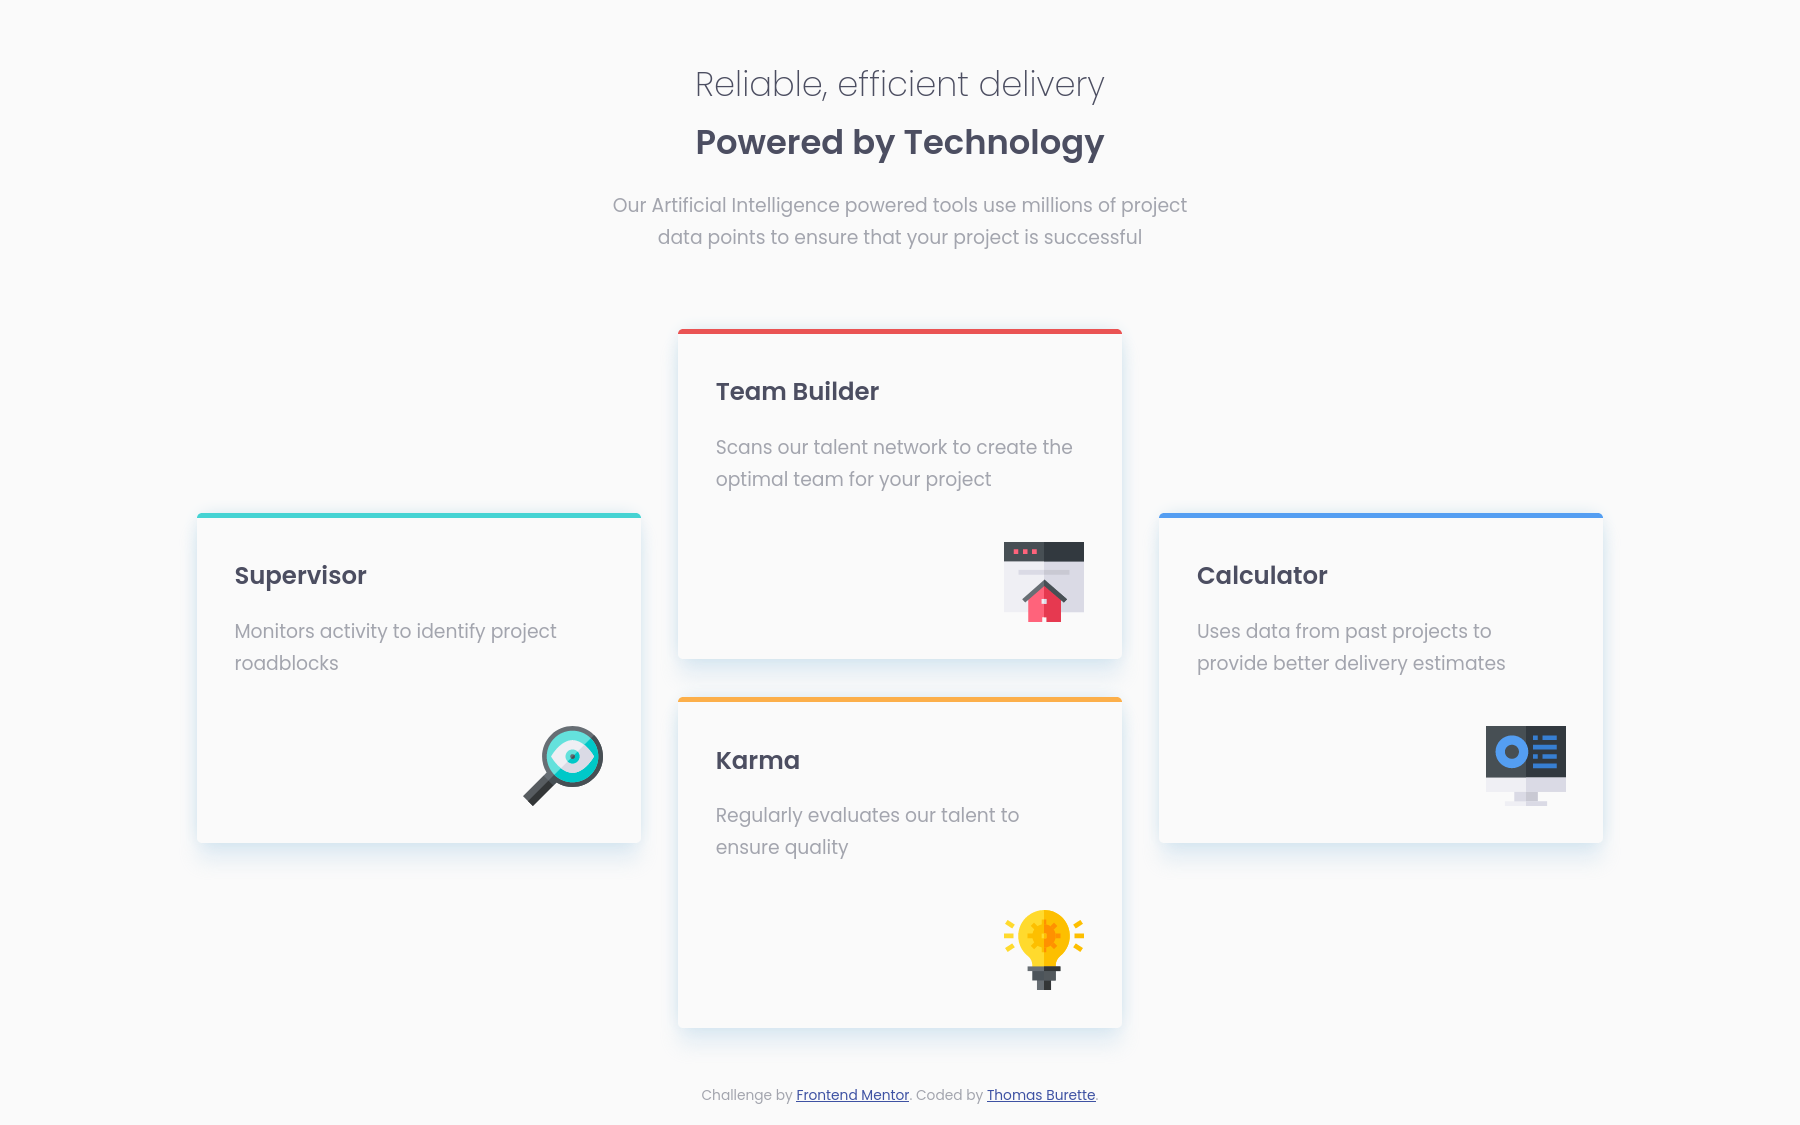 Reliable, efficient delivery
Powered by Technology
Our Artificial Intelligence powered tools use millions of project
data points to ensure that your project is successful
Team Builder
Scans our talent network to create the
optimal team for your project
Supervisor
Monitors activity to identify project
roadblocks
Calculator
Uses data from past projects to
provide better delivery estimates
Karma
Regularly evaluates our talent to
ensure quality
Challenge by Frontend Mentor. Coded by Thomas Burette.